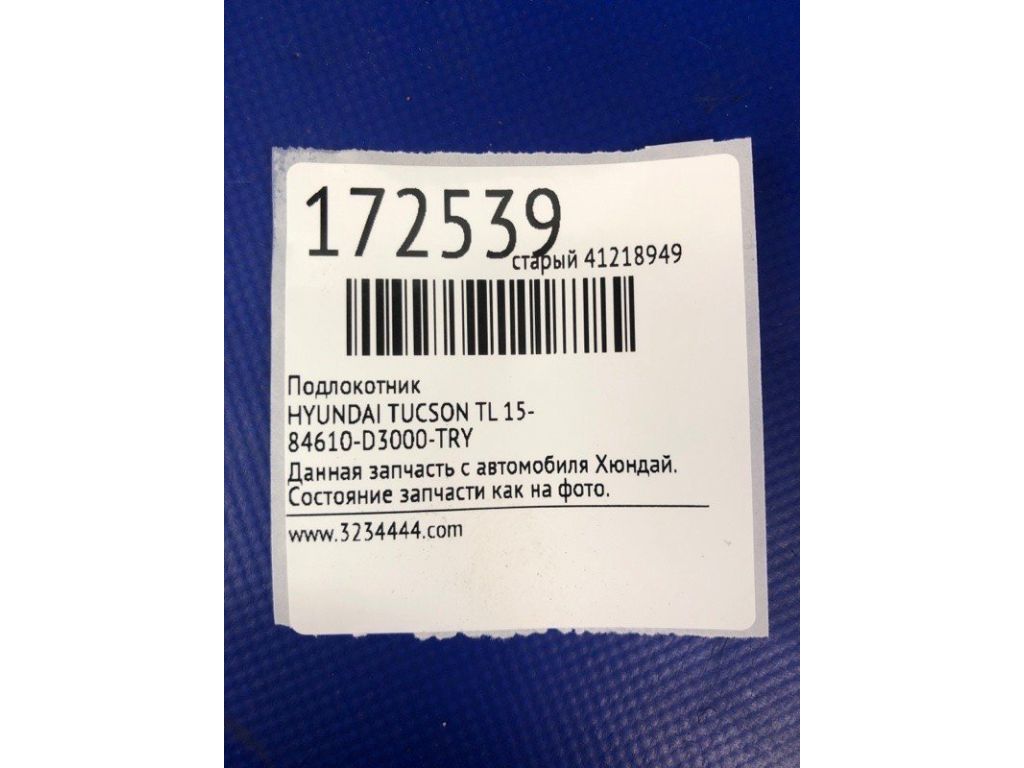 172539
старый 41218949
Подлокотник
HYUNDAI TUCSON TL 15-
84610-D3000-TRY
Данная запчасть с автомобиля Хюндай.
Состояние запчасти как на фото.
www.3234444.com